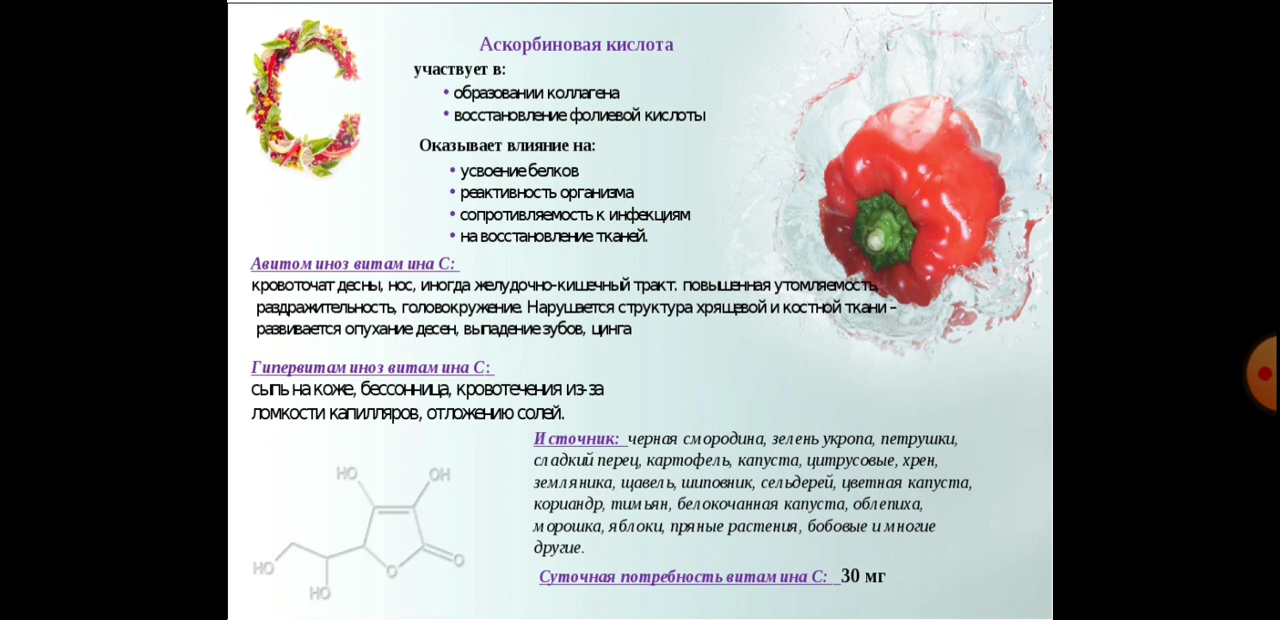 Аскорбиновая кислота
участвует в:
• образовании коллагена
• восстановление фолиевой кислоты
Оказывает влияние на:
• усвоение белков
• реактивность организма
• сопротивляемость к инфекциям
• на восстановление тканей.
Авитоминоз витамина С:
кровоточат десны, нос, иногда желудочно-кишечный тракт. повышенная утомляемость,
раздражительность, головокружение. Нарушается структура хрящевой и костной ткани –
развивается опухание десен, выпадение зубов, цинга
Гипервитаминоз витамина С:
сыпь на коже, бессонница, кровотечения из-за
ломкости капилляров, отложению солей.
Источник: черная смородина, зелень укропа, петрушки,
сладкий перец, картофель, капуста, цитрусовые, хрен,
земляника, щавель, шиповник, сельдерей, цветная капуста,
кориандр, тимьян, белокочанная капуста, облепиха,
морошка, яблоки, пряные растения, бобовые и многие
другие.
Суточная потребность витамина С: 30 мг
HO
OH
HO
O
O
HO